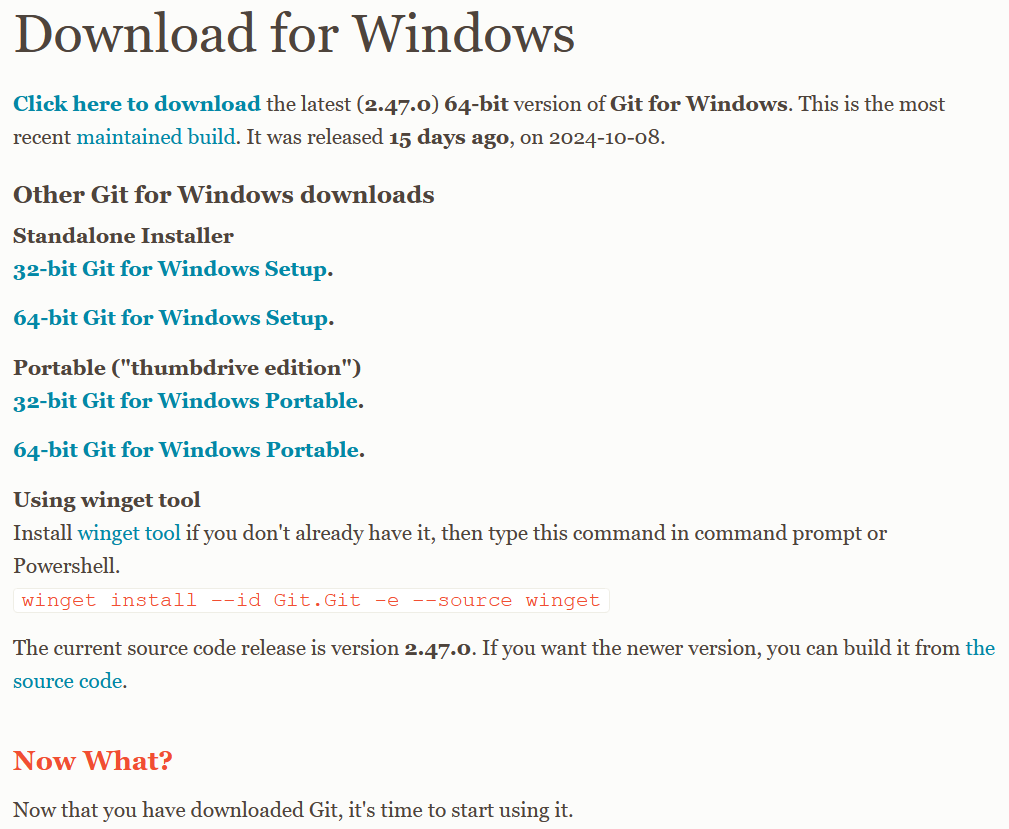 Download for Windows
Click here to download the latest (2.47.0) 64-bit version of Git for Windows. This is the most
recent maintained build. It was released 15 days ago, on 2024-10-08.
Other Git for Windows downloads
Standalone Installer
32-bit Git for Windows Setup.
64-bit Git for Windows Setup.
Portable ("thumbdrive edition")
32-bit Git for Windows Portable.
64-bit Git for Windows Portable.
Using winget tool
Install winget tool if you don't already have it, then type this command in command prompt or
Powershell.
winget install --id Git.Git -e --source winget
The current source code release is version 2.47.0. If you want the newer version, you can build it from the
source code.
Now What?
Now that you have downloaded Git, it's time to start using it.